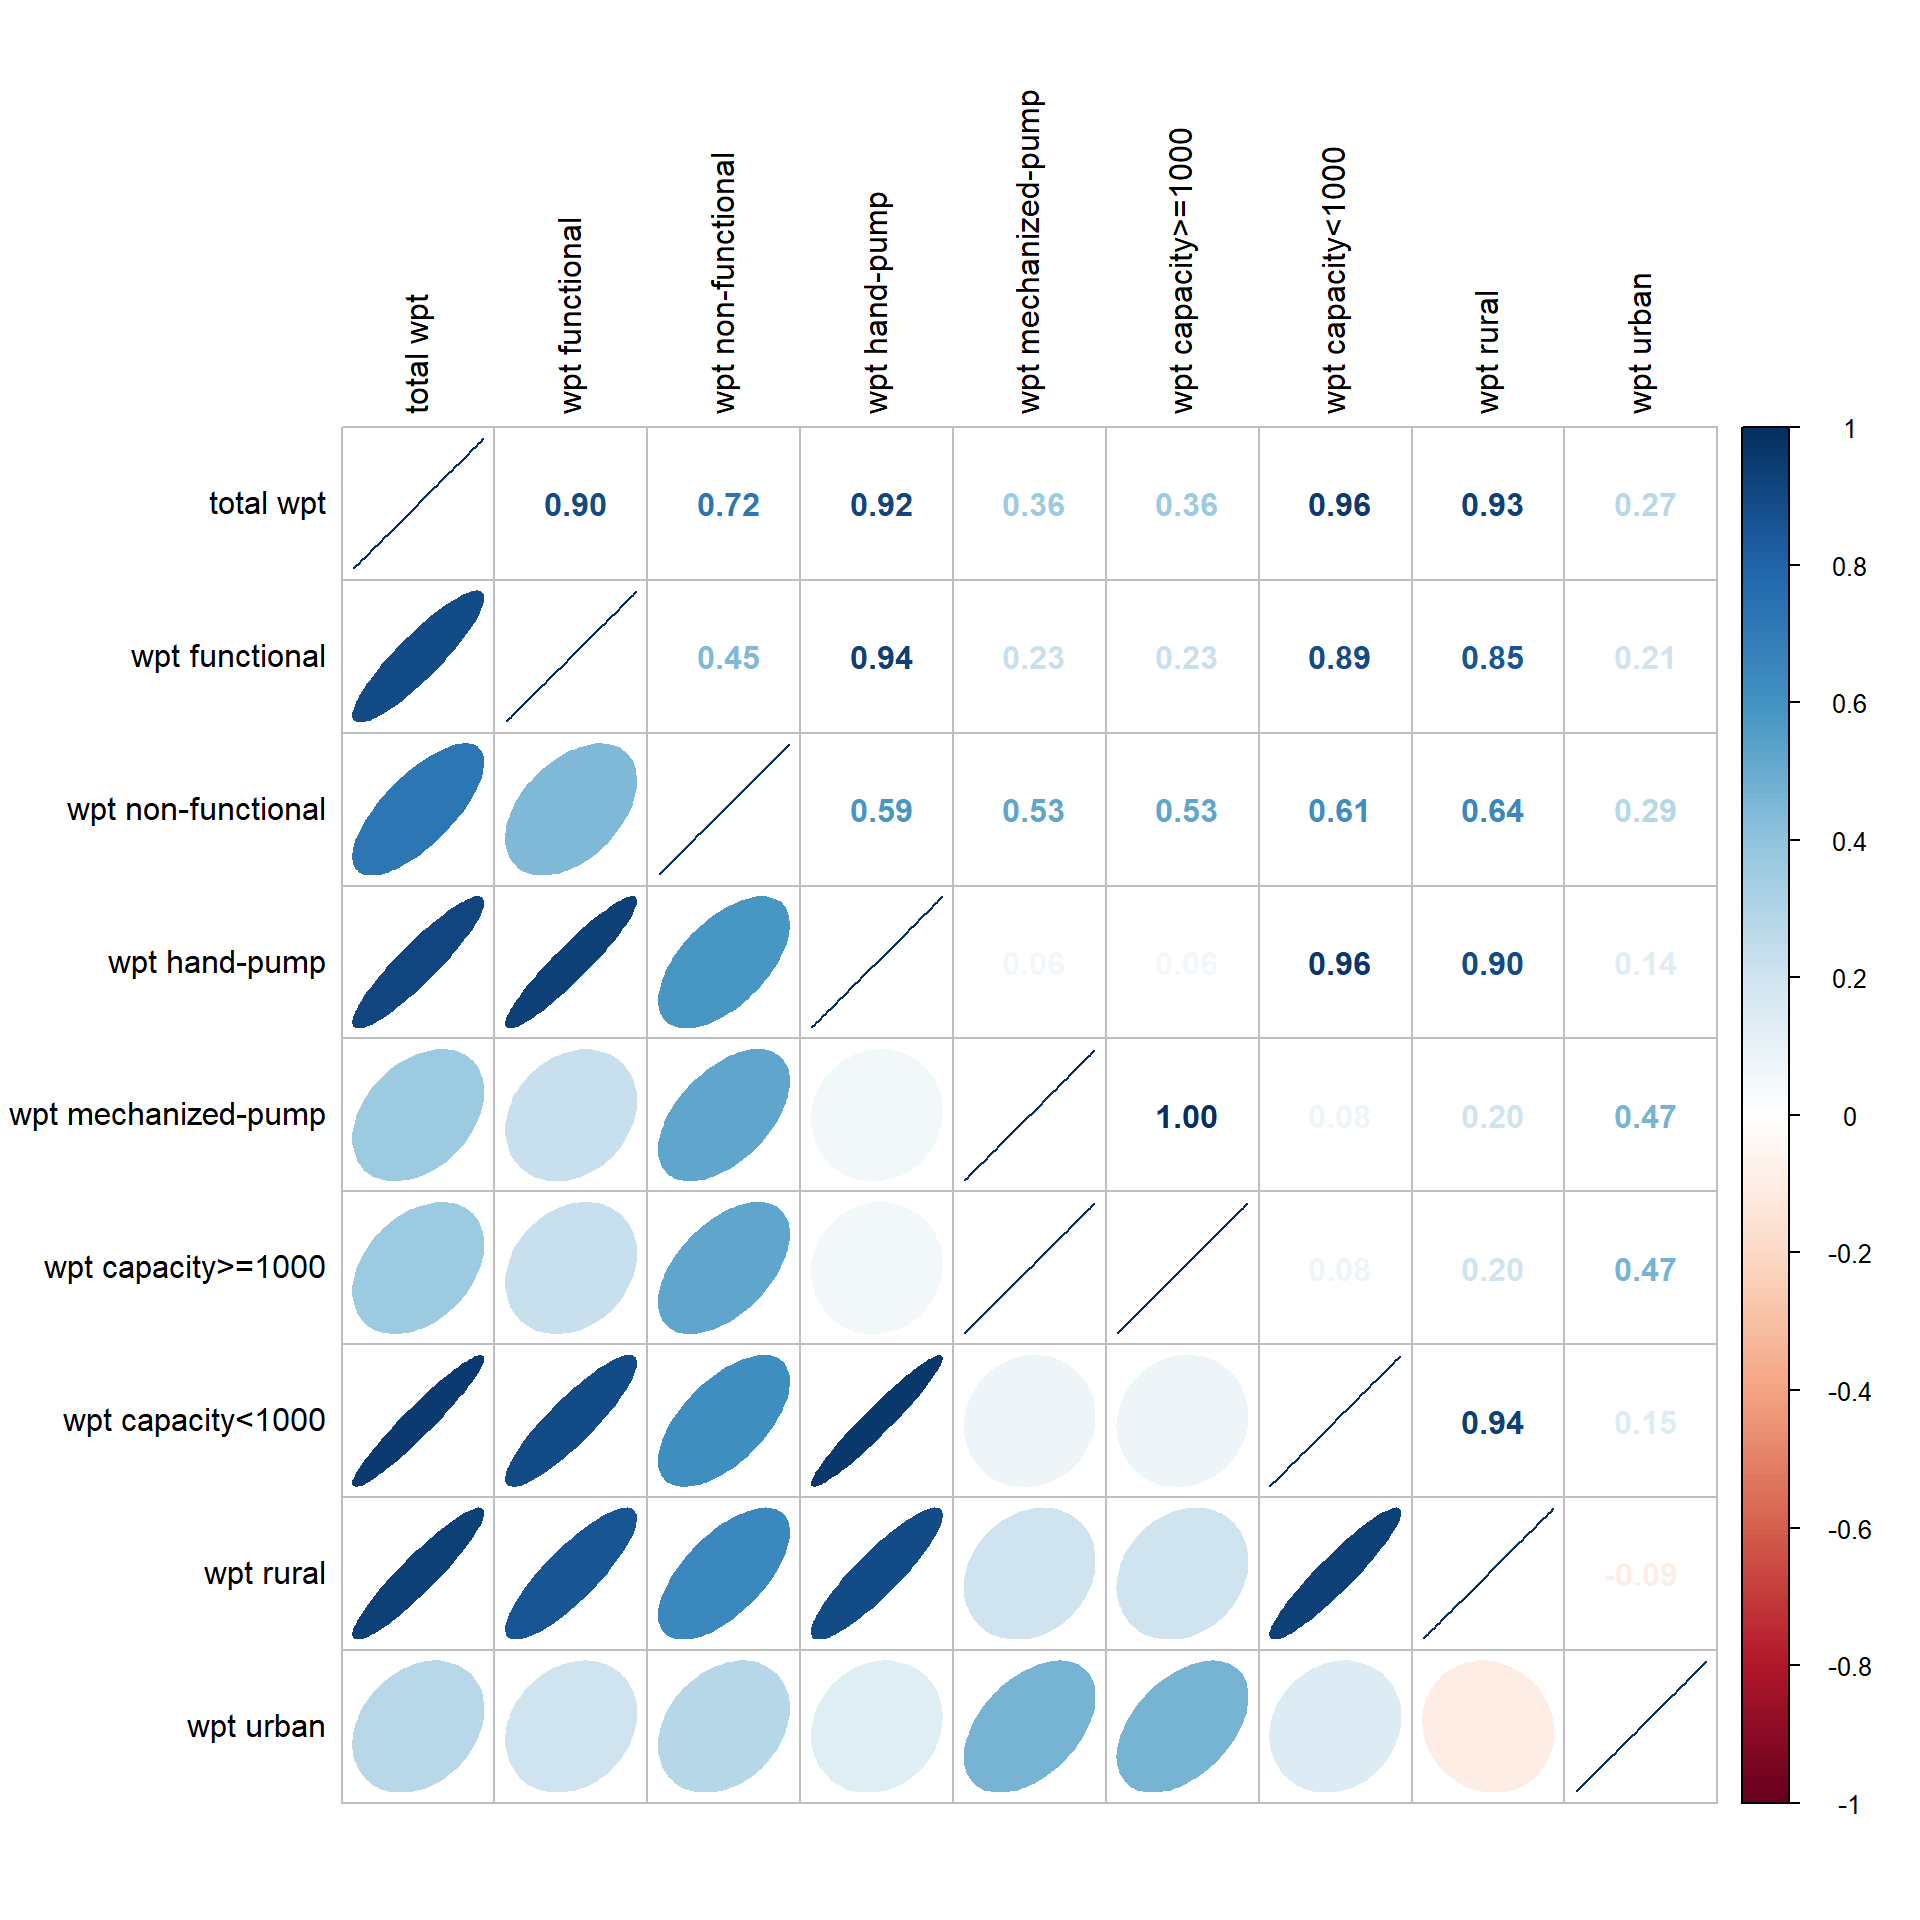 total wpt
wpt functional
wpt non-functional
wpt hand-pump
wpt mechanized-pump
wpt capacity>=1000
wpt capacity<1000
wpt rural
wpt urban
total wpt 0.90 0.72 0.92 0.36 0.36 0.96 0.93 0.27
wpt functional 0.45 0.94 0.23 0.23 0.89 0.85 0.21
wpt non-functional 0.59 0.53 0.53 0.61 0.64 0.29
wpt hand-pump 0.06 0.06 0.96 0.90 0.14
wpt mechanized-pump 1.00 0.08 0.20 0.47
wpt capacity>=1000 0.08 0.20 0.47
wpt capacity<1000 0.94 0.15
wpt rural -0.09
wpt urban
1
0.8
0.6
0.4
0.2
0
-0.2
-0.4
-0.6
-0.8
-1